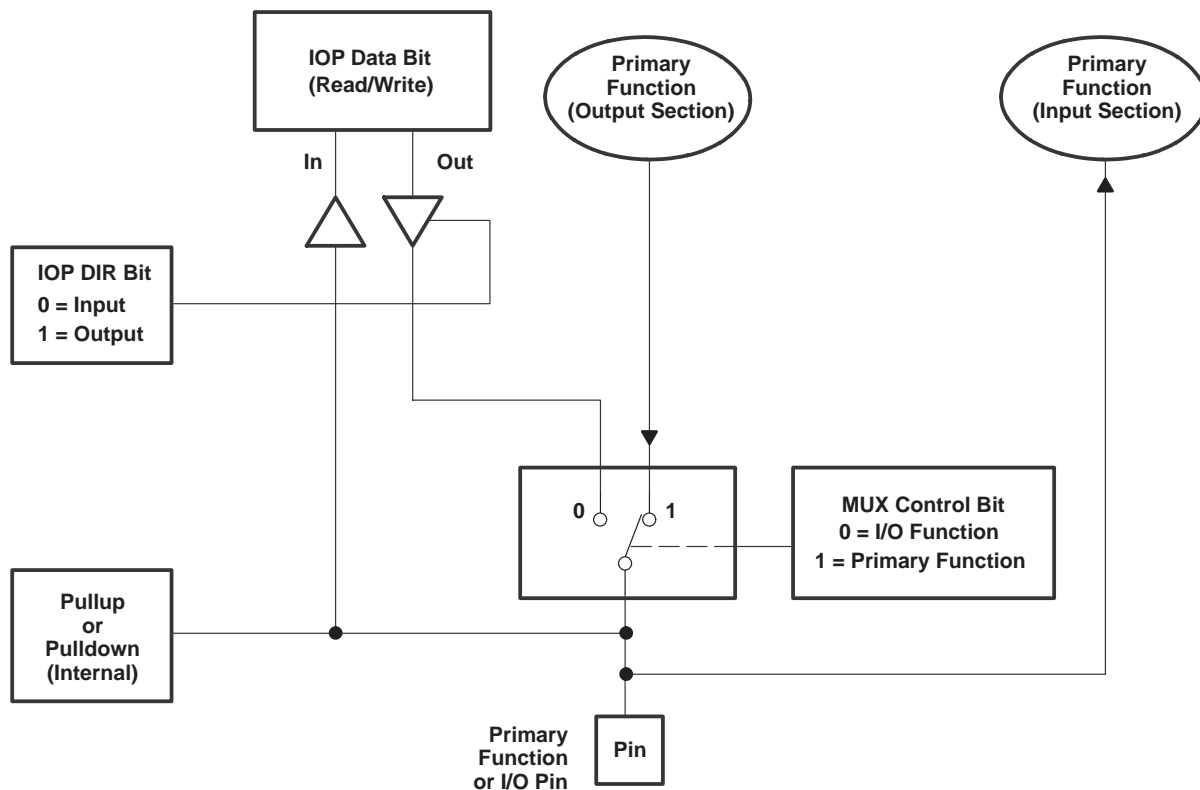 IOP Data Bit
(Read/Write)
Primary
Function
(Output Section)
Primary
Function
(Input Section)
In
Out
IOP DIR Bit
0 = Input
1 = Output
0
1
MUX Control Bit
0 = I/O Function
1 = Primary Function
Pullup
or
Pulldown
(Internal)
Primary
Function
or I/O Pin
Pin